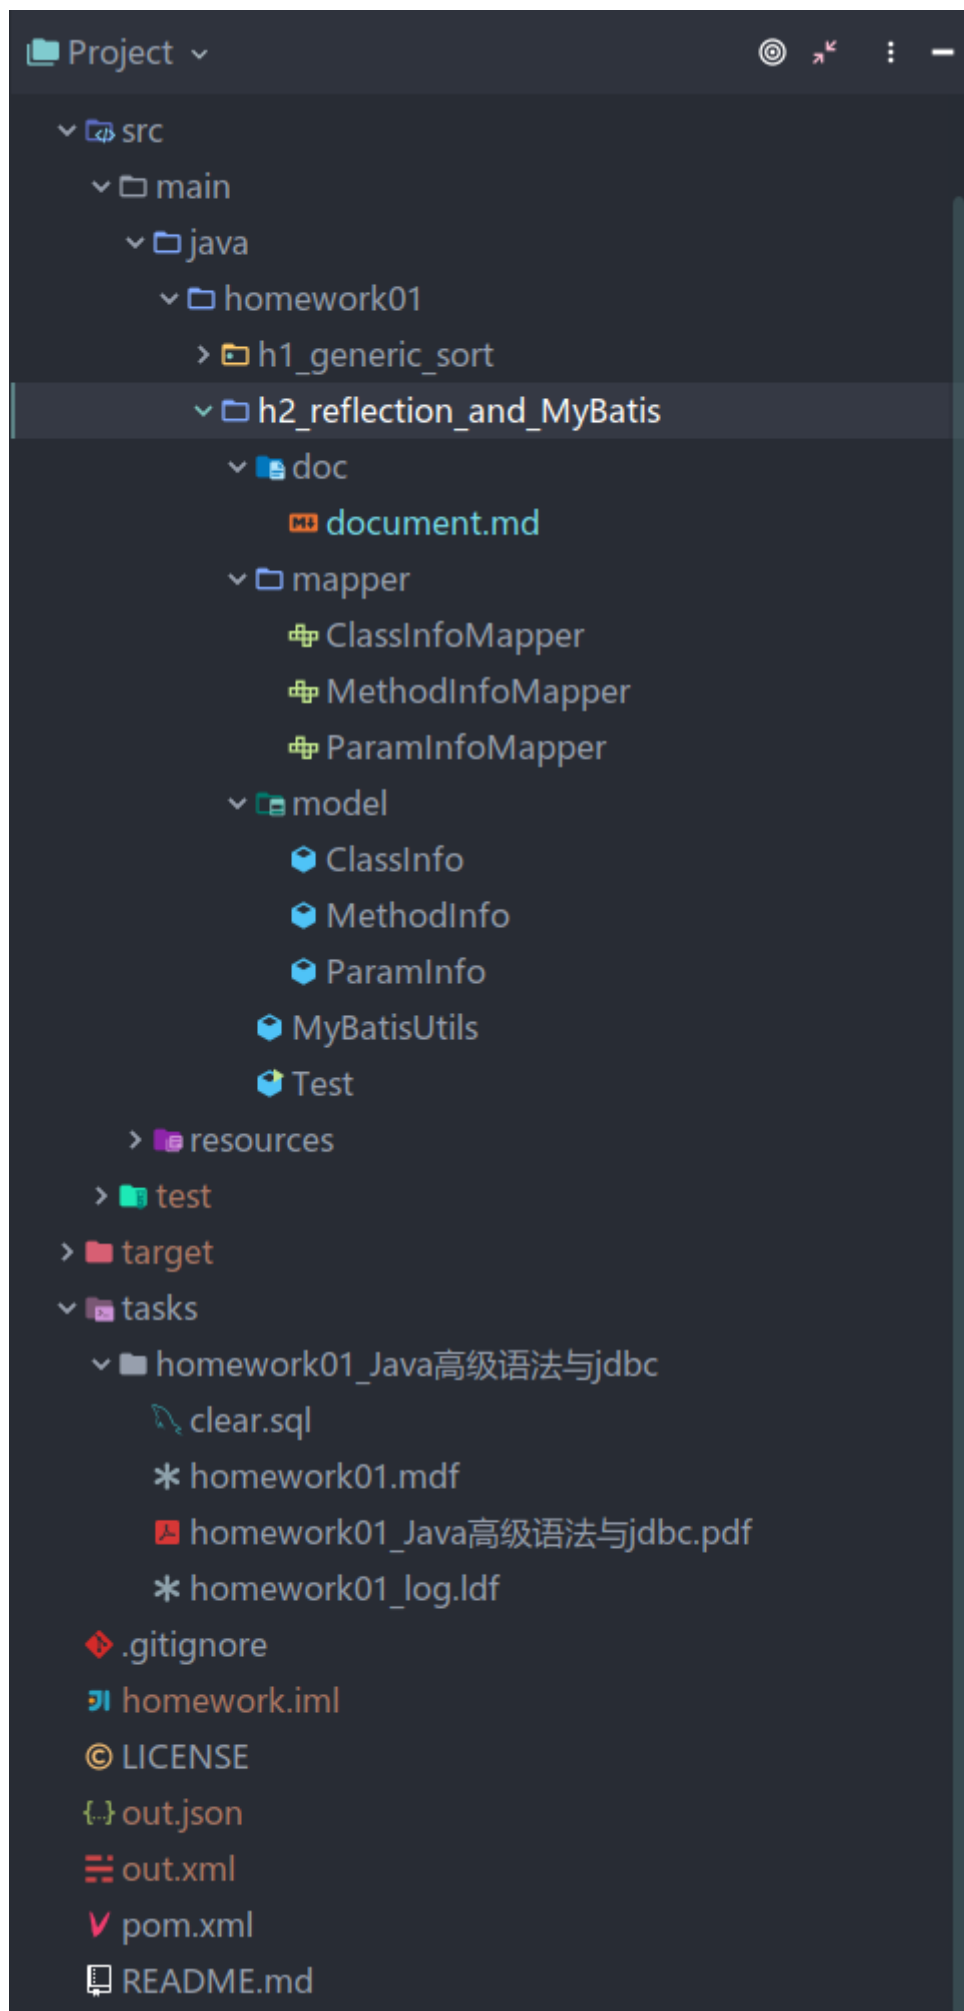 Project
src
main
java
homework01
h1_generic_sort
h2_reflection_and_MyBatis
doc
document.md
mapper
ClassInfoMapper
MethodInfoMapper
ParamInfoMapper
model
ClassInfo
MethodInfo
ParamInfo
MyBatisUtils
Test
resources
test
target
tasks
homework01_Java高级语法与jdbc
clear.sql
homework01.mdf
homework01_Java高级语法与jdbc.pdf
homework01_log.ldf
.gitignore
homework.iml
LICENSE
out.json
out.xml
pom.xml
README.md